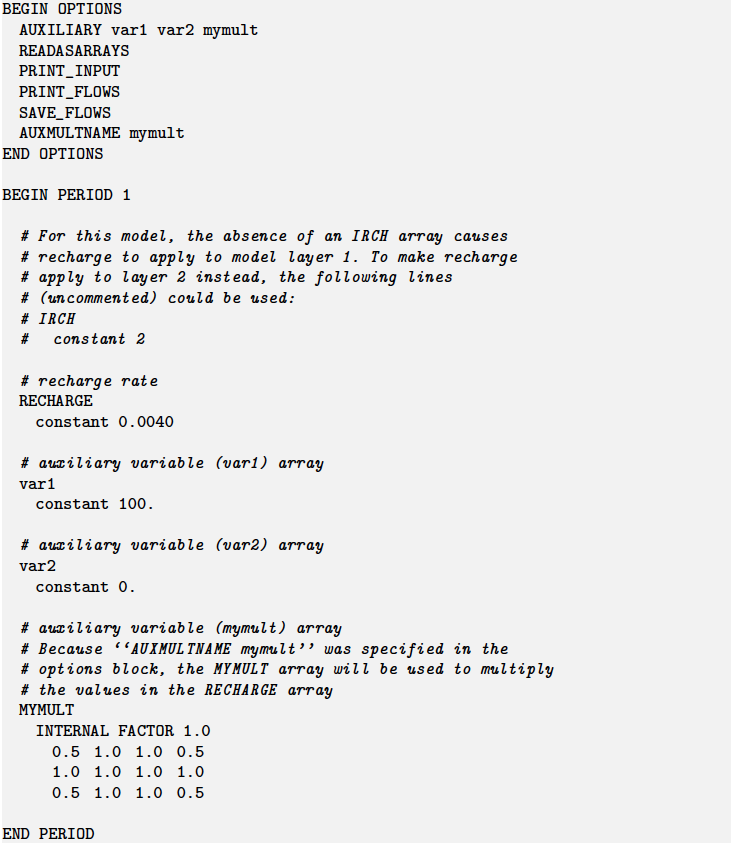 BEGIN OPTIONS
AUXILIARY var1 var2 mymult
READASARRAYS
PRINT_INPUT
PRINT_FLOWS
SAVE_FLOWS
AUXMULTNAME mymult
END OPTIONS
BEGIN PERIOD 1
# For this model, the absence of an IRCH array causes
# recharge to apply to model layer 1. To make recharge
# apply to layer 2 instead, the following lines
# (uncommented) could be used:
# IRCH
#   constant 2
# recharge rate
RECHARGE
constant 0.0040
# auxiliary variable (var1) array
var1
constant 100.
# auxiliary variable (var2) array
var2
constant 0.
# auxiliary variable (mymult) array
# Because ‘‘AUXMULTNAME mymult’’ was specified in the
# options block, the MYMULT array will be used to multiply
# the values in the RECHARGE array
MYMULT
INTERNAL FACTOR 1.0
0.5 1.0 1.0 0.5
1.0 1.0 1.0 1.0
0.5 1.0 1.0 0.5
END PERIOD